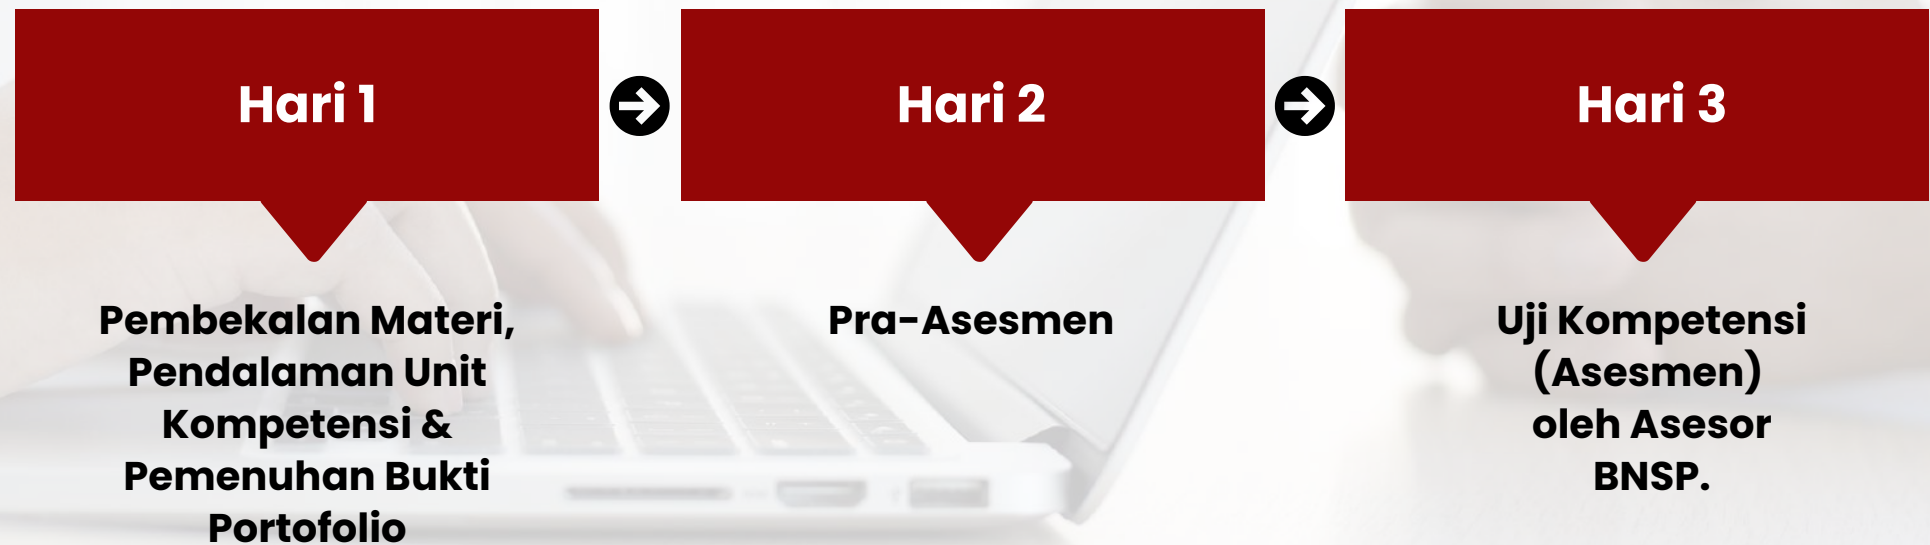 Hari 1
Hari 2
Hari 3
Pembekalan Materi,
Pendalaman Unit
Kompetensi &
Pemenuhan Bukti
Portofolio
Pra-Asesmen
Uji Kompetensi
(Asesmen)
oleh Asesor
BNSP.